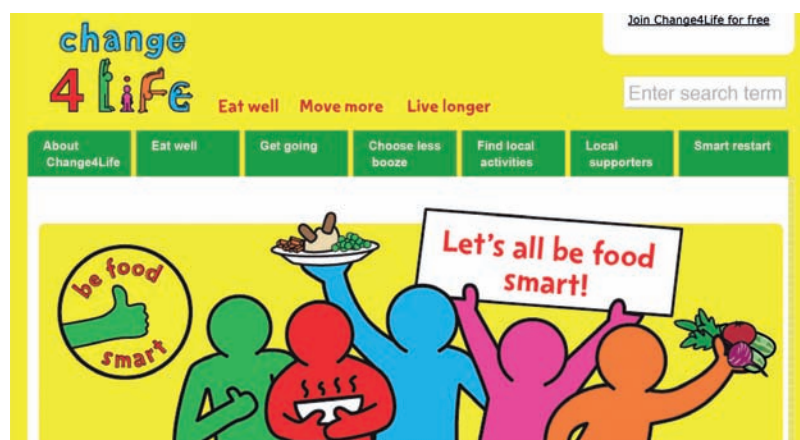 Join Change4Life for free
change
4 LiFE
Eat well Move more Live longer
Enter search term
About
Change4Life
Eat well
Get going
Choose less
booze
Find local
activities
Local
supporters
Smart restart
be food
smart
Let's all be food
smart!